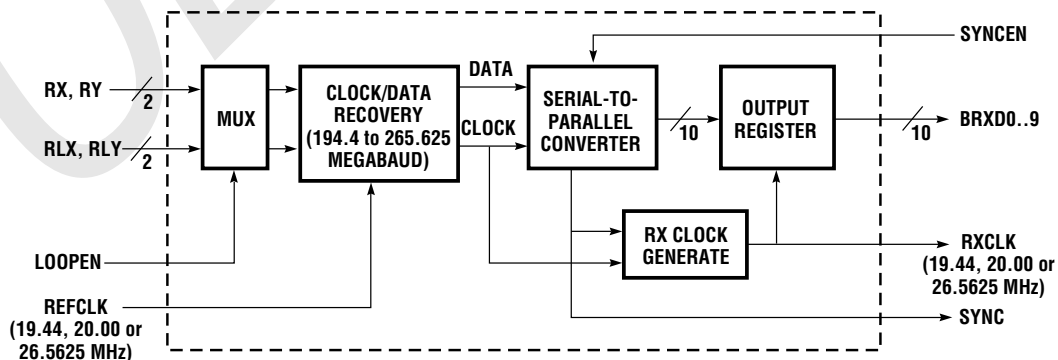 SYNCEN
RX, RY
2
RLX, RLY
2
MUX
CLOCK/DATA
RECOVERY
(194.4 to 265.625
MEGABAUD)
DATA
CLOCK
SERIAL-TO-
PARALLEL
CONVERTER
10
OUTPUT
REGISTER
10
BRXD0..9
RX CLOCK
GENERATE
RXCLK
(19.44, 20.00 or
26.5625 MHz)
LOOPEN
REFCLK
(19.44, 20.00 or
26.5625 MHz)
SYNC